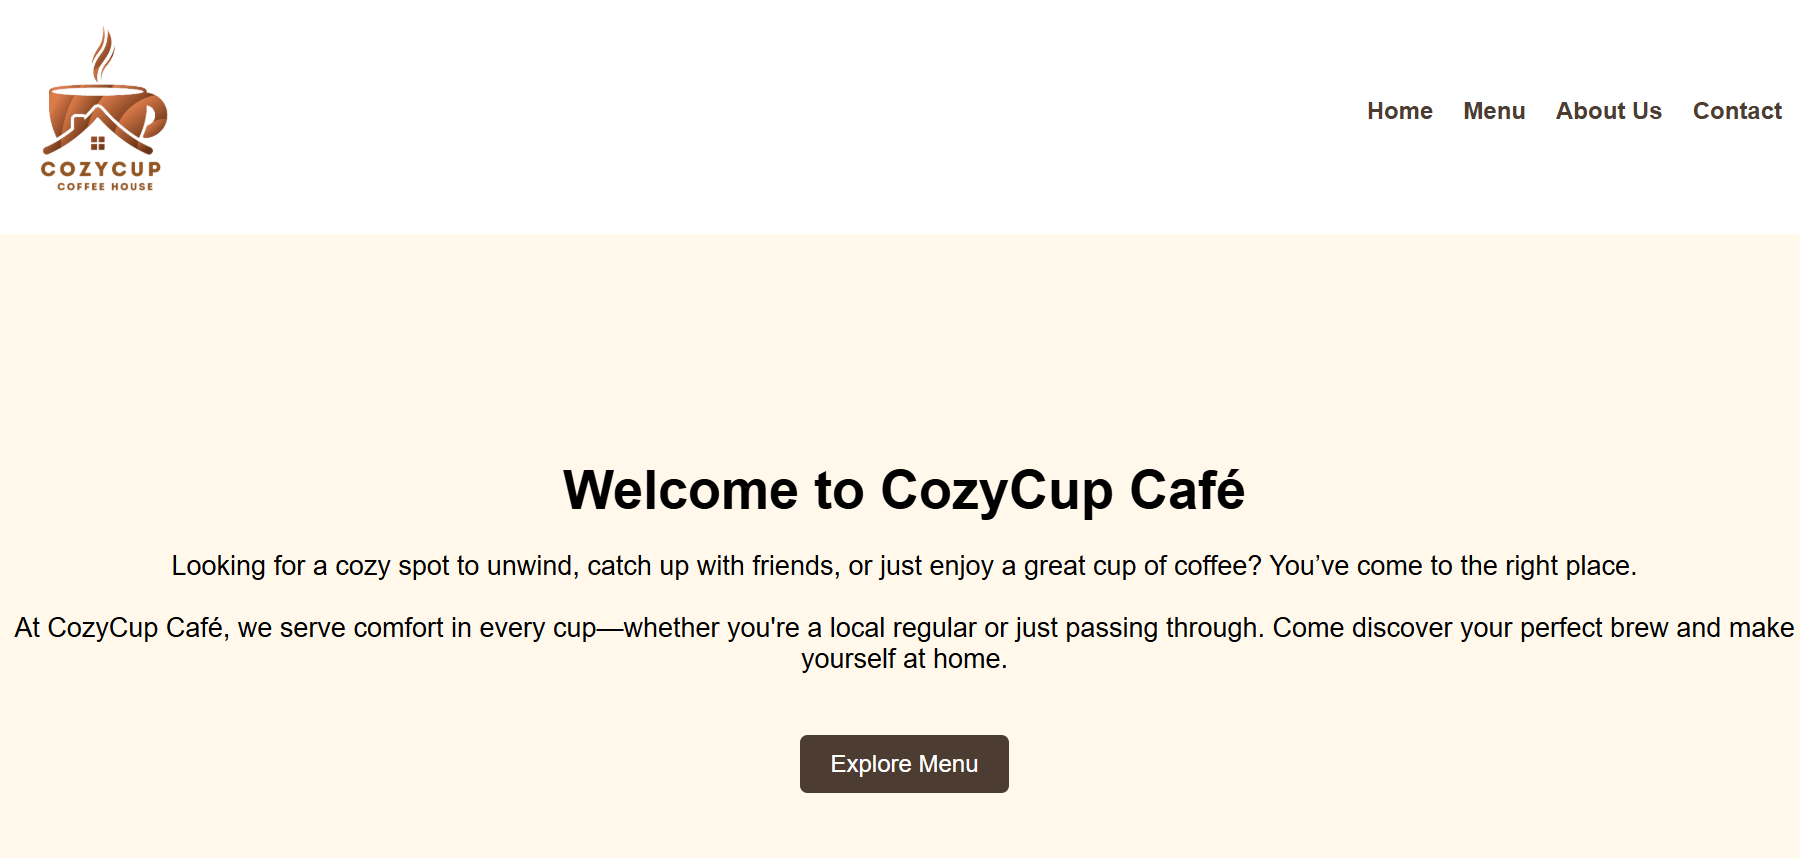 COZYCUP
COFFEE HOUSE
Home Menu About Us Contact
Welcome to CozyCup Café
Looking for a cozy spot to unwind, catch up with friends, or just enjoy a great cup of coffee? You’ve come to the right place.
At CozyCup Café, we serve comfort in every cup—whether you're a local regular or just passing through. Come discover your perfect brew and make
yourself at home.
Explore Menu